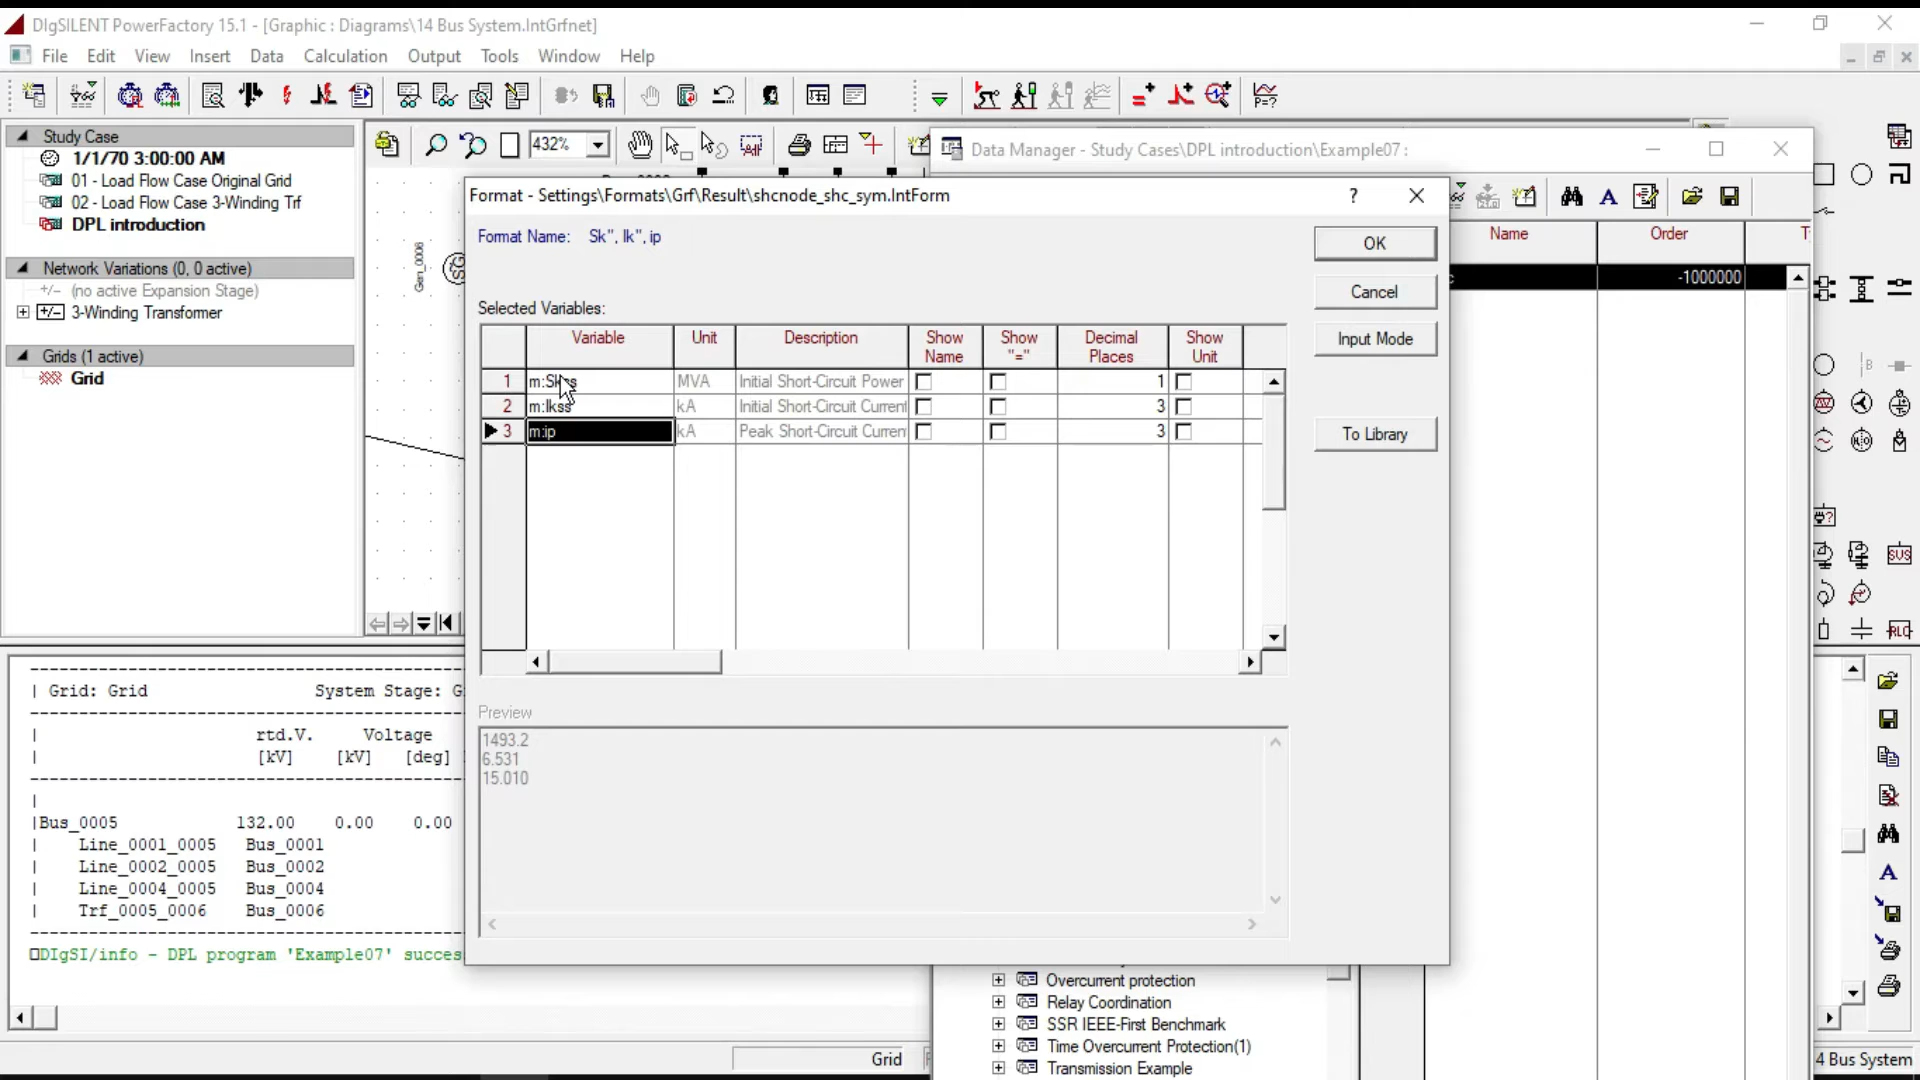 DIgSILENT PowerFactory 15.1 - [Graphic : Diagrams\14 Bus System.IntGrfnet]
File Edit View Insert Data Calculation Output Tools Window Help
Study Case
1/1/70 3:00:00 AM
01 - Load Flow Case Original Grid
02 - Load Flow Case 3-Winding Trf
DPL introduction
Network Variations (0, 0 active)
(no active Expansion Stage)
3-Winding Transformer
Grids (1 active)
Grid
432%
Gen_0006
Data Manager - Study Cases\DPL introduction\Example07 :
Name Order
-1000000
Format - Settings\Formats\Grf\Result\shcnode_shc_sym.IntForm
Format Name: Sk'', Ik'', ip
OK
Cancel
Input Mode
To Library
Selected Variables:
Variable Unit Description Show Name Show "=" Decimal Places Show Unit
1 m:Skss MVA Initial Short-Circuit Power 1
2 m:Ikss kA Initial Short-Circuit Current 3
3 m:ip kA Peak Short-Circuit Curren 3
Preview
1493.2
6.531
15.010
| Grid: Grid System Stage: G
| rtd.V. Voltage
| [kV] [kV] [deg]
|
|Bus_0005 132.00 0.00 0.00
| Line_0001_0005 Bus_0001
| Line_0002_0005 Bus_0002
| Line_0004_0005 Bus_0004
| Trf_0005_0006 Bus_0006
DIgSI/info - DPL program 'Example07' succes
Overcurrent protection
Relay Coordination
SSR IEEE-First Benchmark
Time Overcurrent Protection(1)
Transmission Example
Grid
4 Bus System